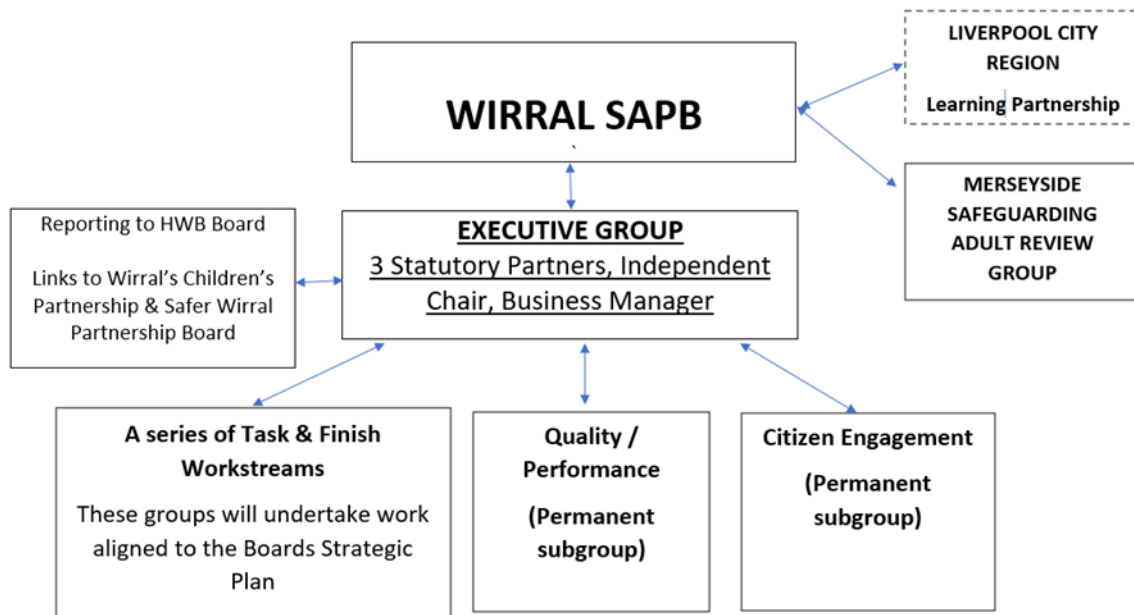 LIVERPOOL CITY
REGION
Learning Partnership
WIRRAL SAPB
MERSEYSIDE
SAFEGUARDING
ADULT REVIEW
GROUP
Reporting to HWB Board
Links to Wirral’s Children’s
Partnership & Safer Wirral
Partnership Board
EXECUTIVE GROUP
3 Statutory Partners, Independent
Chair, Business Manager
A series of Task & Finish
Workstreams
These groups will undertake work
aligned to the Boards Strategic
Plan
Quality /
Performance
(Permanent
subgroup)
Citizen Engagement
(Permanent
subgroup)